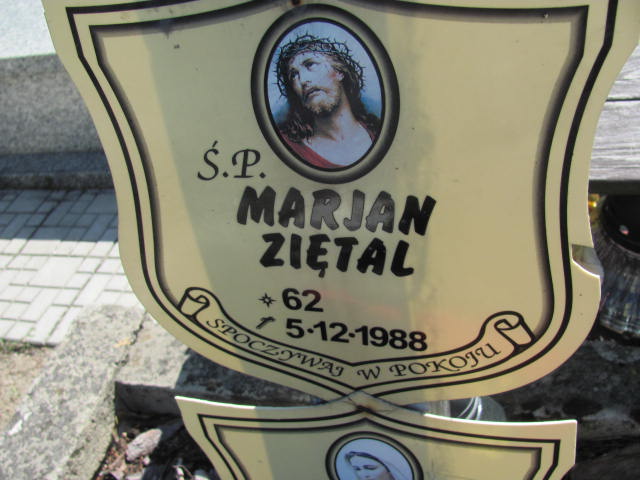 Ś.P.
MARJAN
ZIĘTAL
62
5·12·1988
SPOCZYWAJ W POKOJU